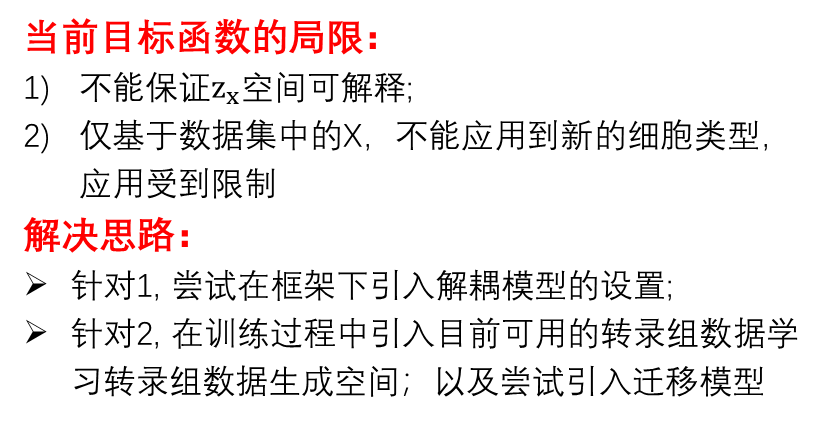 当前目标函数的局限：
1) 不能保证zₓ空间可解释;
2) 仅基于数据集中的X，不能应用到新的细胞类型，
应用受到限制
解决思路：
➢ 针对1, 尝试在框架下引入解耦模型的设置;
➢ 针对2, 在训练过程中引入目前可用的转录组数据学
习转录组数据生成空间；以及尝试引入迁移模型